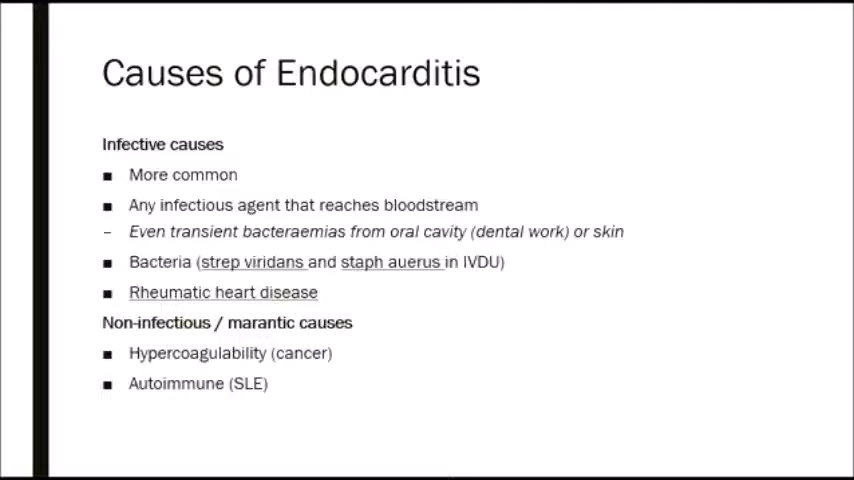 Causes of Endocarditis
Infective causes
■ More common
■ Any infectious agent that reaches bloodstream
– Even transient bacteraemias from oral cavity (dental work) or skin
■ Bacteria (strep viridans and staph auerus in IVDU)
■ Rheumatic heart disease
Non-infectious / marantic causes
■ Hypercoagulability (cancer)
■ Autoimmune (SLE)